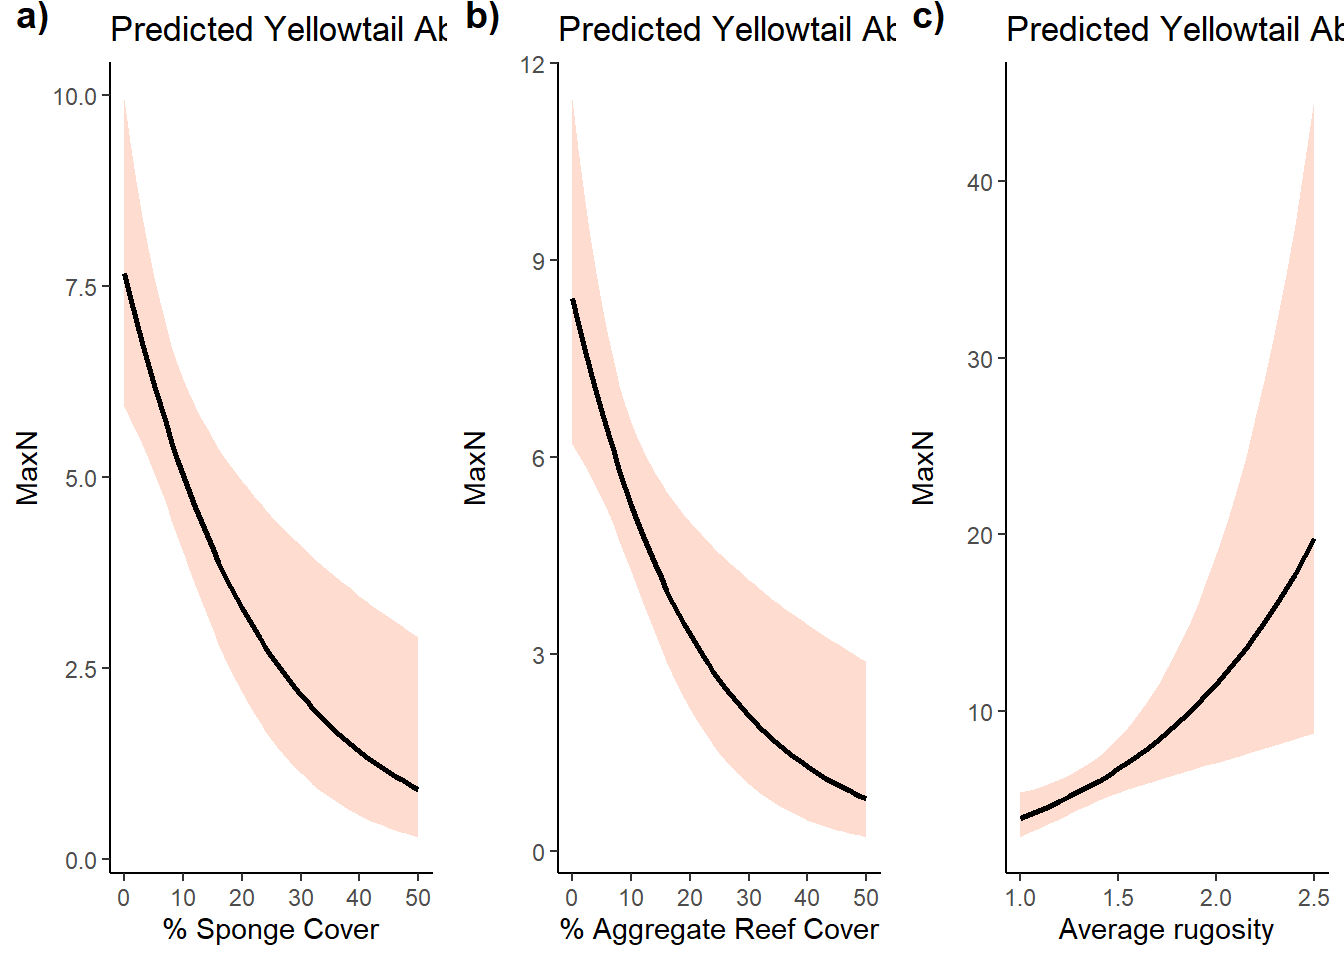 a)
Predicted Yellowtail Ab
MaxN
10.0
7.5
5.0
2.5
0.0
0 10 20 30 40 50
% Sponge Cover
b)
Predicted Yellowtail Ab
MaxN
12
9
6
3
0
0 10 20 30 40 50
% Aggregate Reef Cover
c)
Predicted Yellowtail Ab
MaxN
40
30
20
10
1.0 1.5 2.0 2.5
Average rugosity